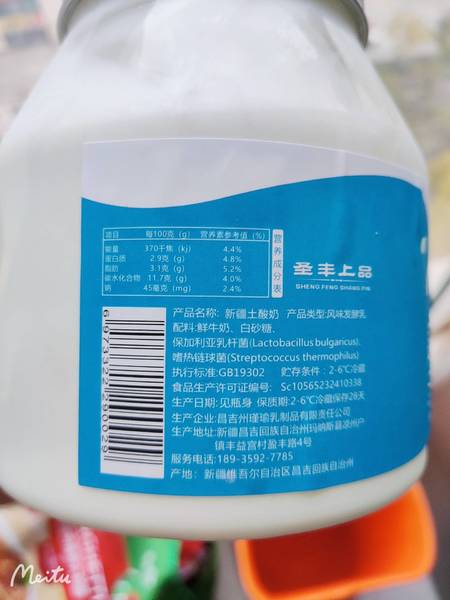 项目 每100克（g） 营养素参考值（%）
能量 370千焦（kj） 4.4%
蛋白质 2.9克（g） 4.8%
脂肪 3.1克（g） 5.2%
碳水化合物 11.7克（g） 4.0%
钠 45毫克（mg） 2.4%
营养成分表
圣丰上品
SHENG FENG SHANG PIN
产品名称: 新疆土酸奶 产品类型:风味发酵乳
配料:鲜牛奶、白砂糖、
保加利亚乳杆菌(Lactobacillus bulgaricus)、
嗜热链球菌(Streptococcus thermophilus)
执行标准:GB19302 贮存条件：2-6℃冷藏
食品生产许可证编号: Sc10565232410338
生产日期:见瓶身 保质期:2-6℃冷藏保存28天
生产企业:昌吉州瑾瑜乳制品有限责任公司
生产地址:新疆昌吉回族自治州玛纳斯县凉州户
镇丰益宫村盈丰路4号
服务电话:189-3592-7785
产地: 新疆维吾尔自治区昌吉回族自治州
6973322290029
Meitu